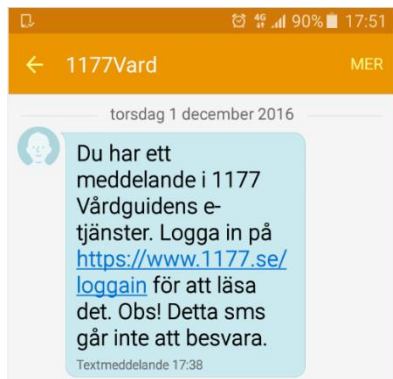 4G 90% 17:51
1177Vard MER
torsdag 1 december 2016
Du har ett
meddelande i 1177
Vårdguidens e-
tjänster. Logga in på
https://www.1177.se/
loggain för att läsa
det. Obs! Detta sms
går inte att besvara.
Textmeddelande 17:38